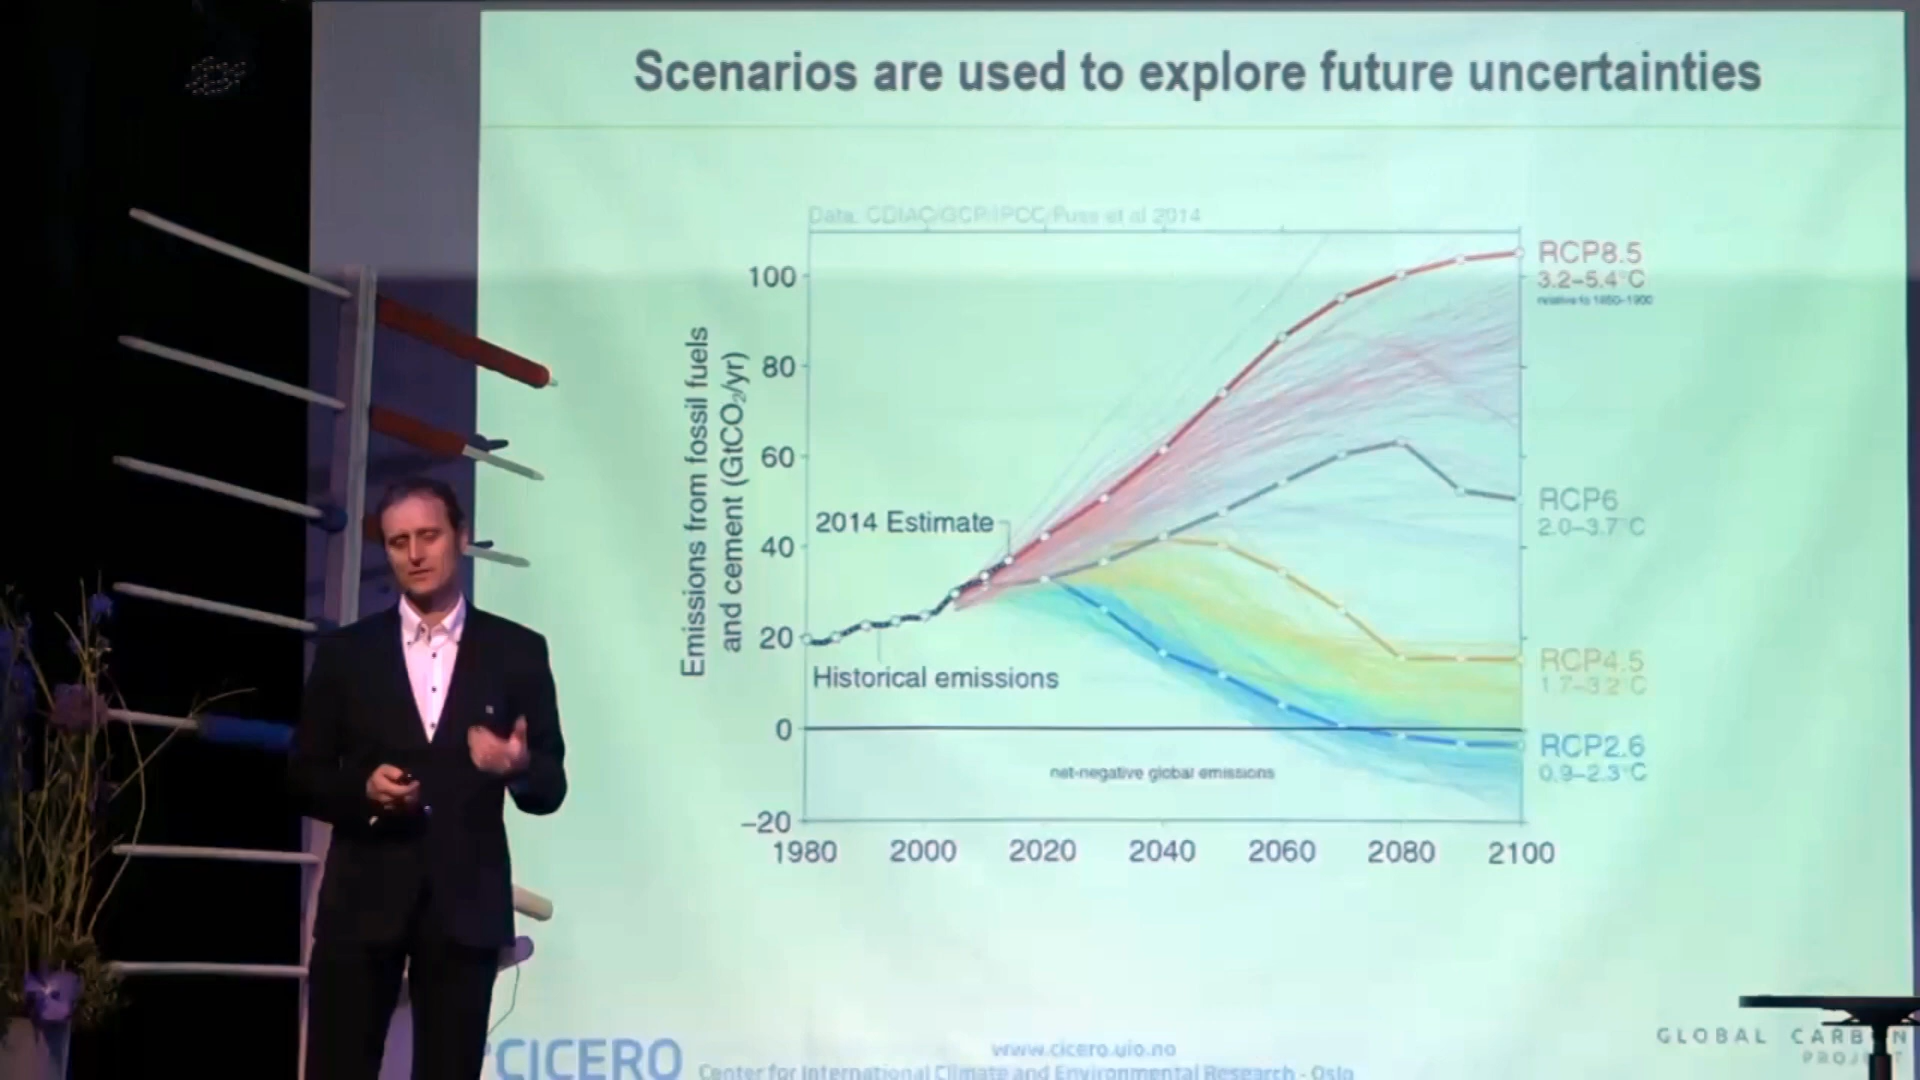 Scenarios are used to explore future uncertainties
Data: CDIAC/GCP/IPCC/Fuss et al 2014
Emissions from fossil fuels
and cement (GtCO₂/yr)
100
80
60
40
20
0
−20
1980 2000 2020 2040 2060 2080 2100
2014 Estimate
Historical emissions
net-negative global emissions
RCP8.5
3.2–5.4°C
relative to 1850–1900
RCP6
2.0–3.7°C
RCP4.5
1.7–3.2°C
RCP2.6
0.9–2.3°C
°CICERO
www.cicero.uio.no
Center for International Climate and Environmental Research - Oslo
GLOBAL CARB N
PROJ T